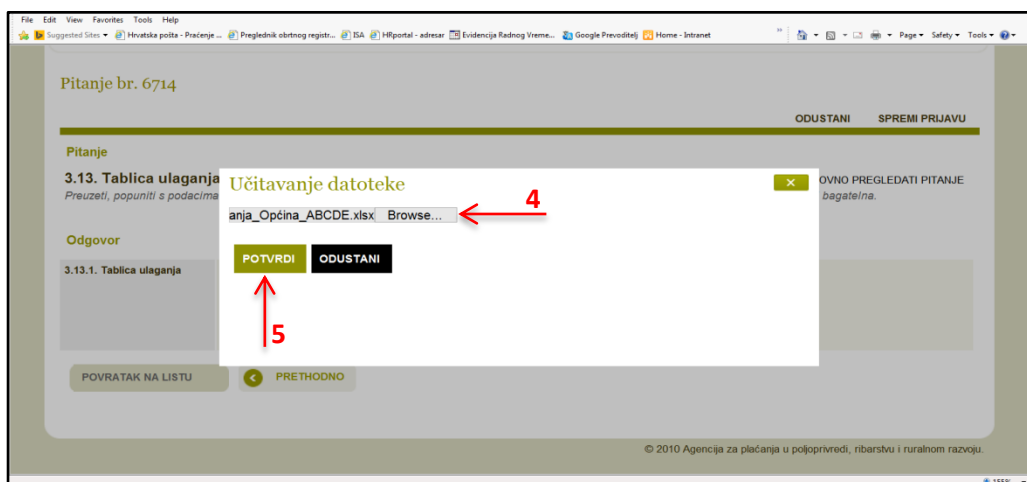 File Edit View Favorites Tools Help
Suggested Sites Hrvatska pošta - Praćenje ... Preglednik obrtnog registr... ISA HRportal - adresar Evidencija Radnog Vreme... Google Prevoditelj Home - Intranet Page Safety Tools
Pitanje br. 6714
ODUSTANI SPREMI PRIJAVU
Pitanje
3.13. Tablica ulaganja OVNO PREGLEDATI PITANJE
Preuzeti, popuniti s podacima bagatelna.
Učitavanje datoteke
anja_Općina_ABCDE.xlsx Browse... 4
Odgovor
POTVRDI ODUSTANI
3.13.1. Tablica ulaganja
5
POVRATAK NA LISTU PRETHODNO
© 2010 Agencija za plaćanja u poljoprivredi, ribarstvu i ruralnom razvoju.
155%